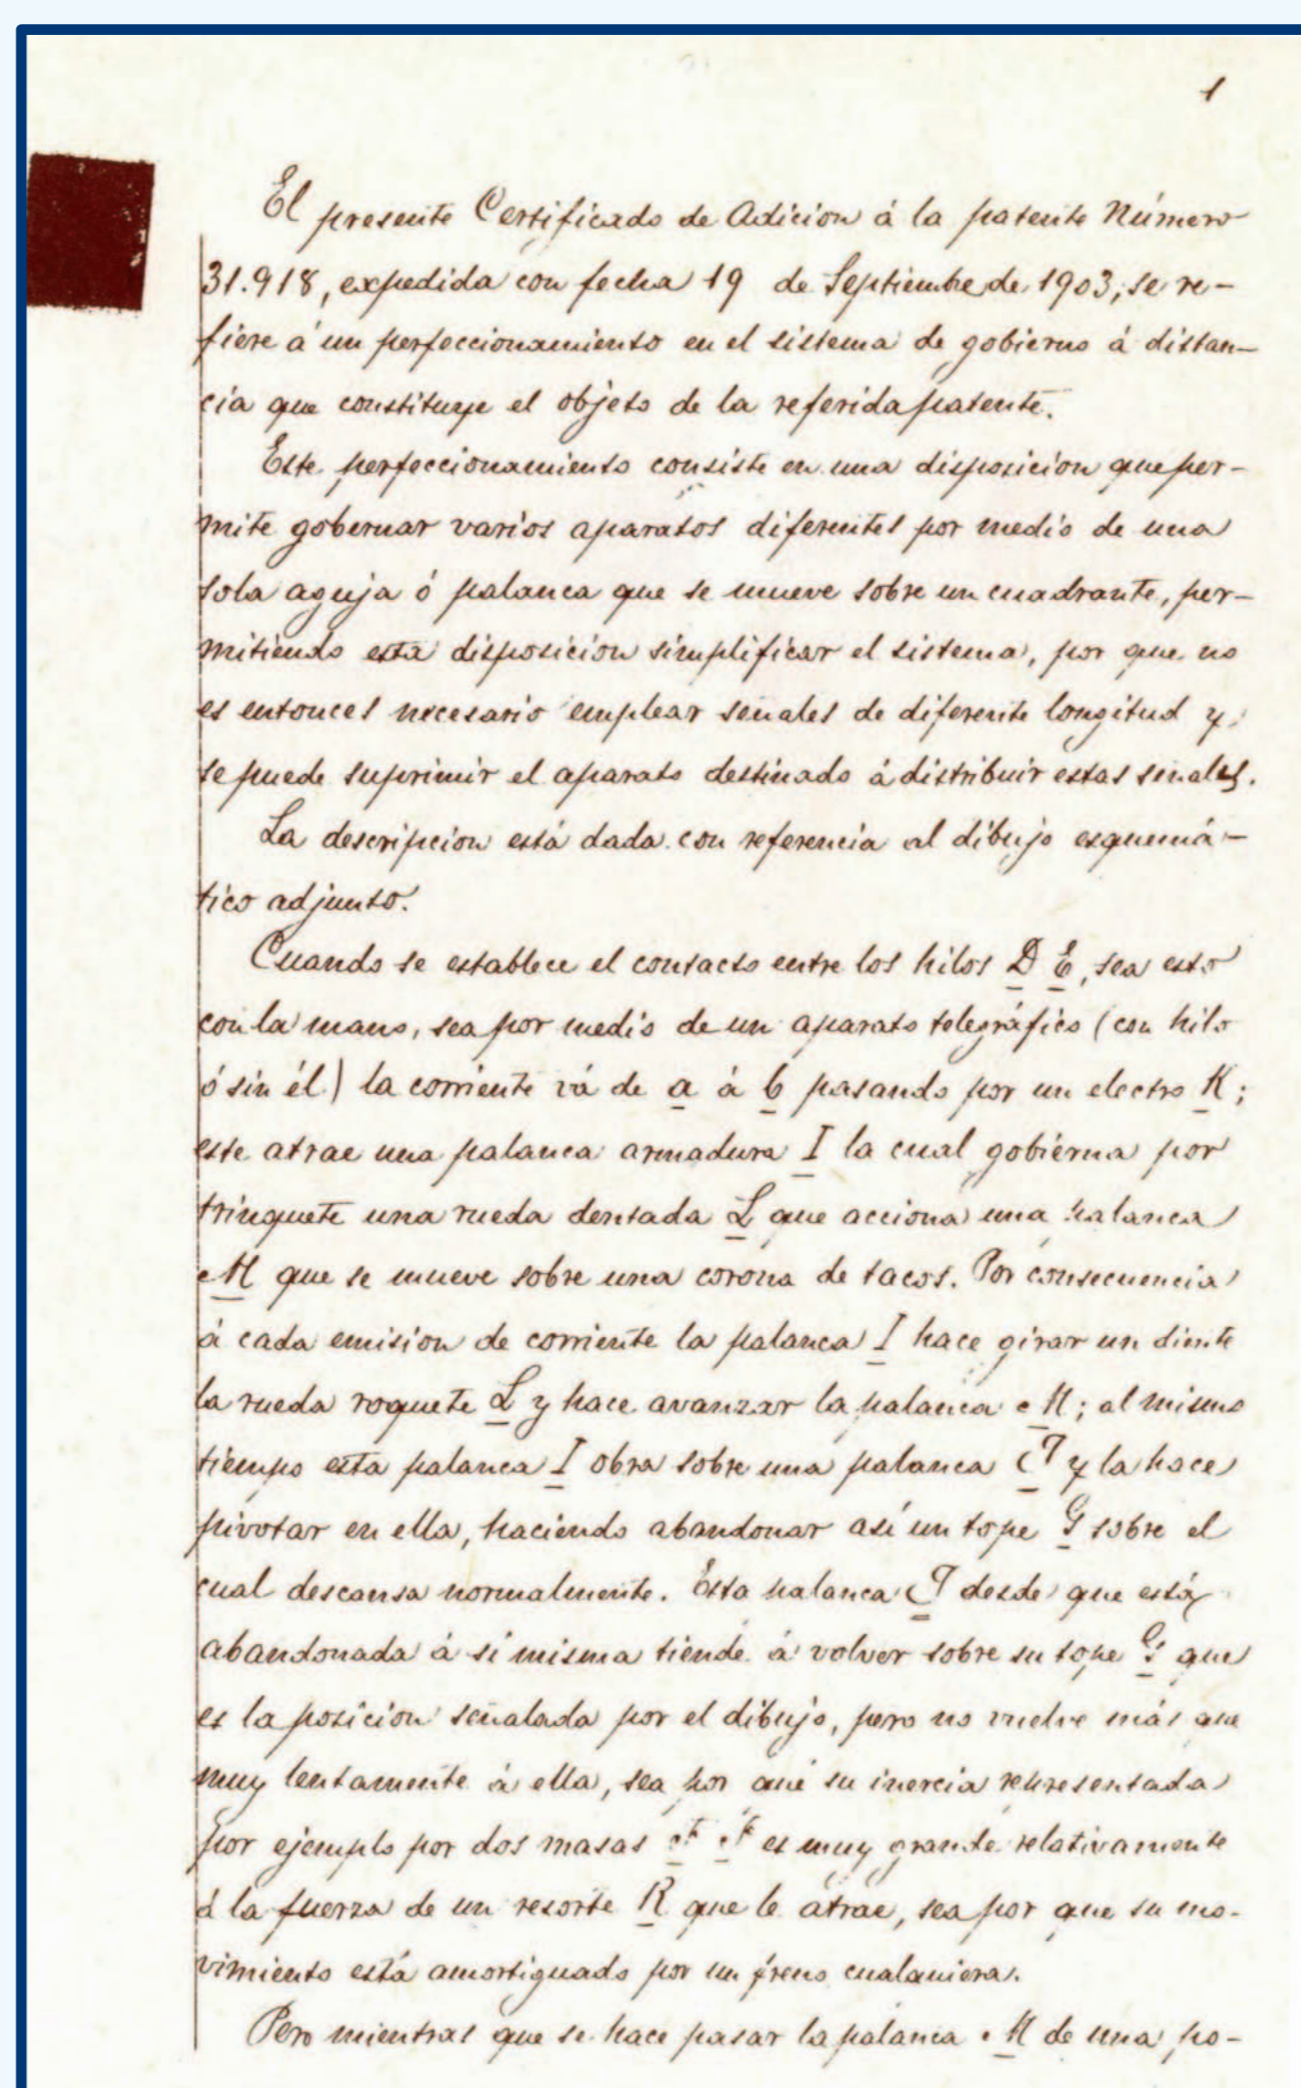 1
El presente Certificado de Adicion á la patente Número
31.918, expedida con fecha 19 de Septiembre de 1903, se re-
fiere á un perfeccionamiento en el sistema de gobierno á distan-
cia que constituye el objeto de la referida patente.
Este perfeccionamiento consiste en una disposicion que per-
mite gobernar varios aparatos diferentes por medio de una
sola aguja ó palanca que se mueve sobre un cuadrante, per-
mitiendo esta disposicion simplificar el sistema, por que no
es entonces necesario emplear señales de diferente longitud y
se puede suprimir el aparato destinado á distribuir estas señales.
La descripcion está dada con referencia al dibujo esquemá-
tico adjunto.
Cuando se establece el contacto entre los hilos D E, sea esto
con la mano, sea por medio de un aparato telegráfico (con hilo
ó sin él) la corriente vá de a á b pasando por un electro K;
este atrae una palanca armadura I la cual gobierna por
trinquete una rueda dentada L que acciona una palanca
M que se mueve sobre una corona de tacos. Por consecuencia
á cada emision de corriente la palanca I hace girar un diente
la rueda roquete L y hace avanzar la palanca M; al mismo
tiempo esta palanca I obra sobre una palanca y la hace
pivotar en ella, haciendo abandonar así un tope G sobre el
cual descansa normalmente. Esta palanca desde que está
abandonada á si misma tiende á volver sobre su tope G que
es la posicion señalada por el dibujo, pero no vuelve más que
muy lentamente á ella, sea por que su inercia representada
por ejemplo por dos masas es muy grande relativamente
á la fuerza de un resorte R que le atrae, sea por que su mo-
vimiento está amortiguado por un freno cualquiera.
Pero mientras que se hace pasar la palanca M de una po-